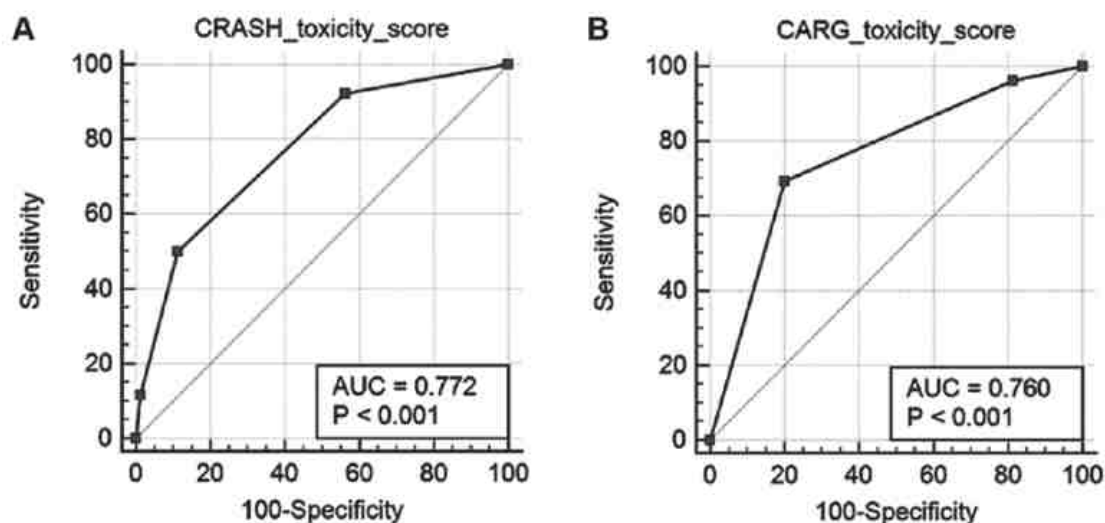 A
CRASH_toxicity_score
100
80
60
40
20
0
Sensitivity
AUC = 0.772
P < 0.001
0 20 40 60 80 100
100-Specificity
B
CARG_toxicity_score
100
80
60
40
20
0
Sensitivity
AUC = 0.760
P < 0.001
0 20 40 60 80 100
100-Specificity